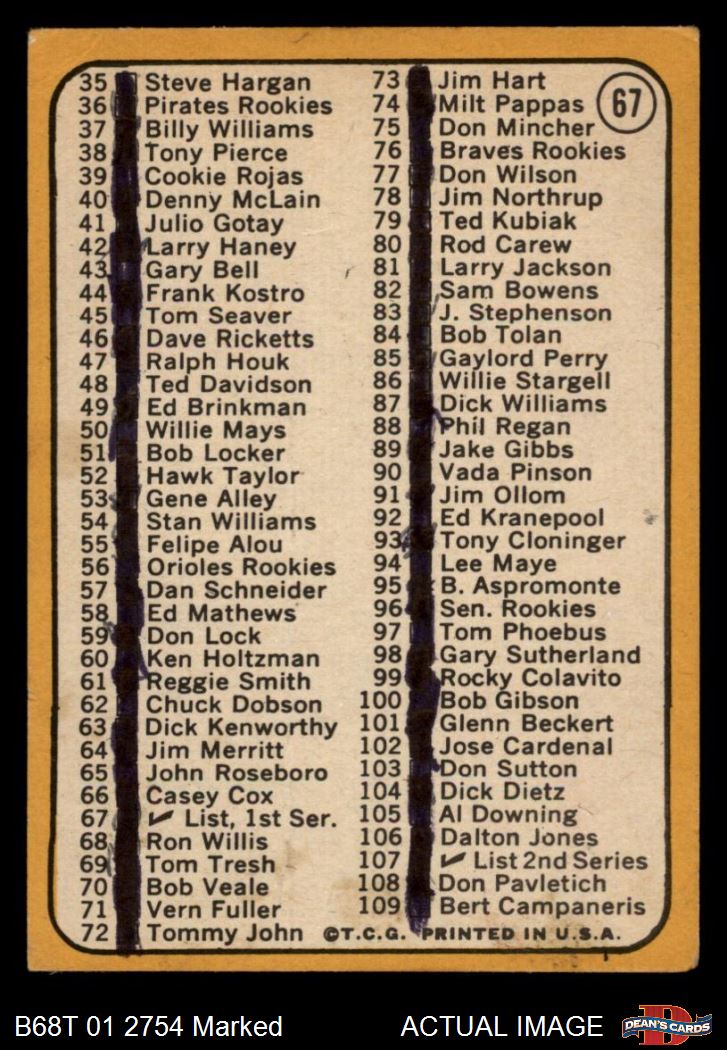 67
35 Steve Hargan
36 Pirates Rookies
37 Billy Williams
38 Tony Pierce
39 Cookie Rojas
40 Denny McLain
41 Julio Gotay
42 Larry Haney
43 Gary Bell
44 Frank Kostro
45 Tom Seaver
46 Dave Ricketts
47 Ralph Houk
48 Ted Davidson
49 Ed Brinkman
50 Willie Mays
51 Bob Locker
52 Hawk Taylor
53 Gene Alley
54 Stan Williams
55 Felipe Alou
56 Orioles Rookies
57 Dan Schneider
58 Ed Mathews
59 Don Lock
60 Ken Holtzman
61 Reggie Smith
62 Chuck Dobson
63 Dick Kenworthy
64 Jim Merritt
65 John Roseboro
66 Casey Cox
67 ✔ List, 1st Ser.
68 Ron Willis
69 Tom Tresh
70 Bob Veale
71 Vern Fuller
72 Tommy John
73 Jim Hart
74 Milt Pappas
75 Don Mincher
76 Braves Rookies
77 Don Wilson
78 Jim Northrup
79 Ted Kubiak
80 Rod Carew
81 Larry Jackson
82 Sam Bowens
83 J. Stephenson
84 Bob Tolan
85 Gaylord Perry
86 Willie Stargell
87 Dick Williams
88 Phil Regan
89 Jake Gibbs
90 Vada Pinson
91 Jim Ollom
92 Ed Kranepool
93 Tony Cloninger
94 Lee Maye
95 B. Aspromonte
96 Sen. Rookies
97 Tom Phoebus
98 Gary Sutherland
99 Rocky Colavito
100 Bob Gibson
101 Glenn Beckert
102 Jose Cardenal
103 Don Sutton
104 Dick Dietz
105 Al Downing
106 Dalton Jones
107 ✔ List 2nd Series
108 Don Pavletich
109 Bert Campaneris
©T.C.G. PRINTED IN U.S.A.
B68T 01 2754 Marked
ACTUAL IMAGE
D
DEAN'S CARDS